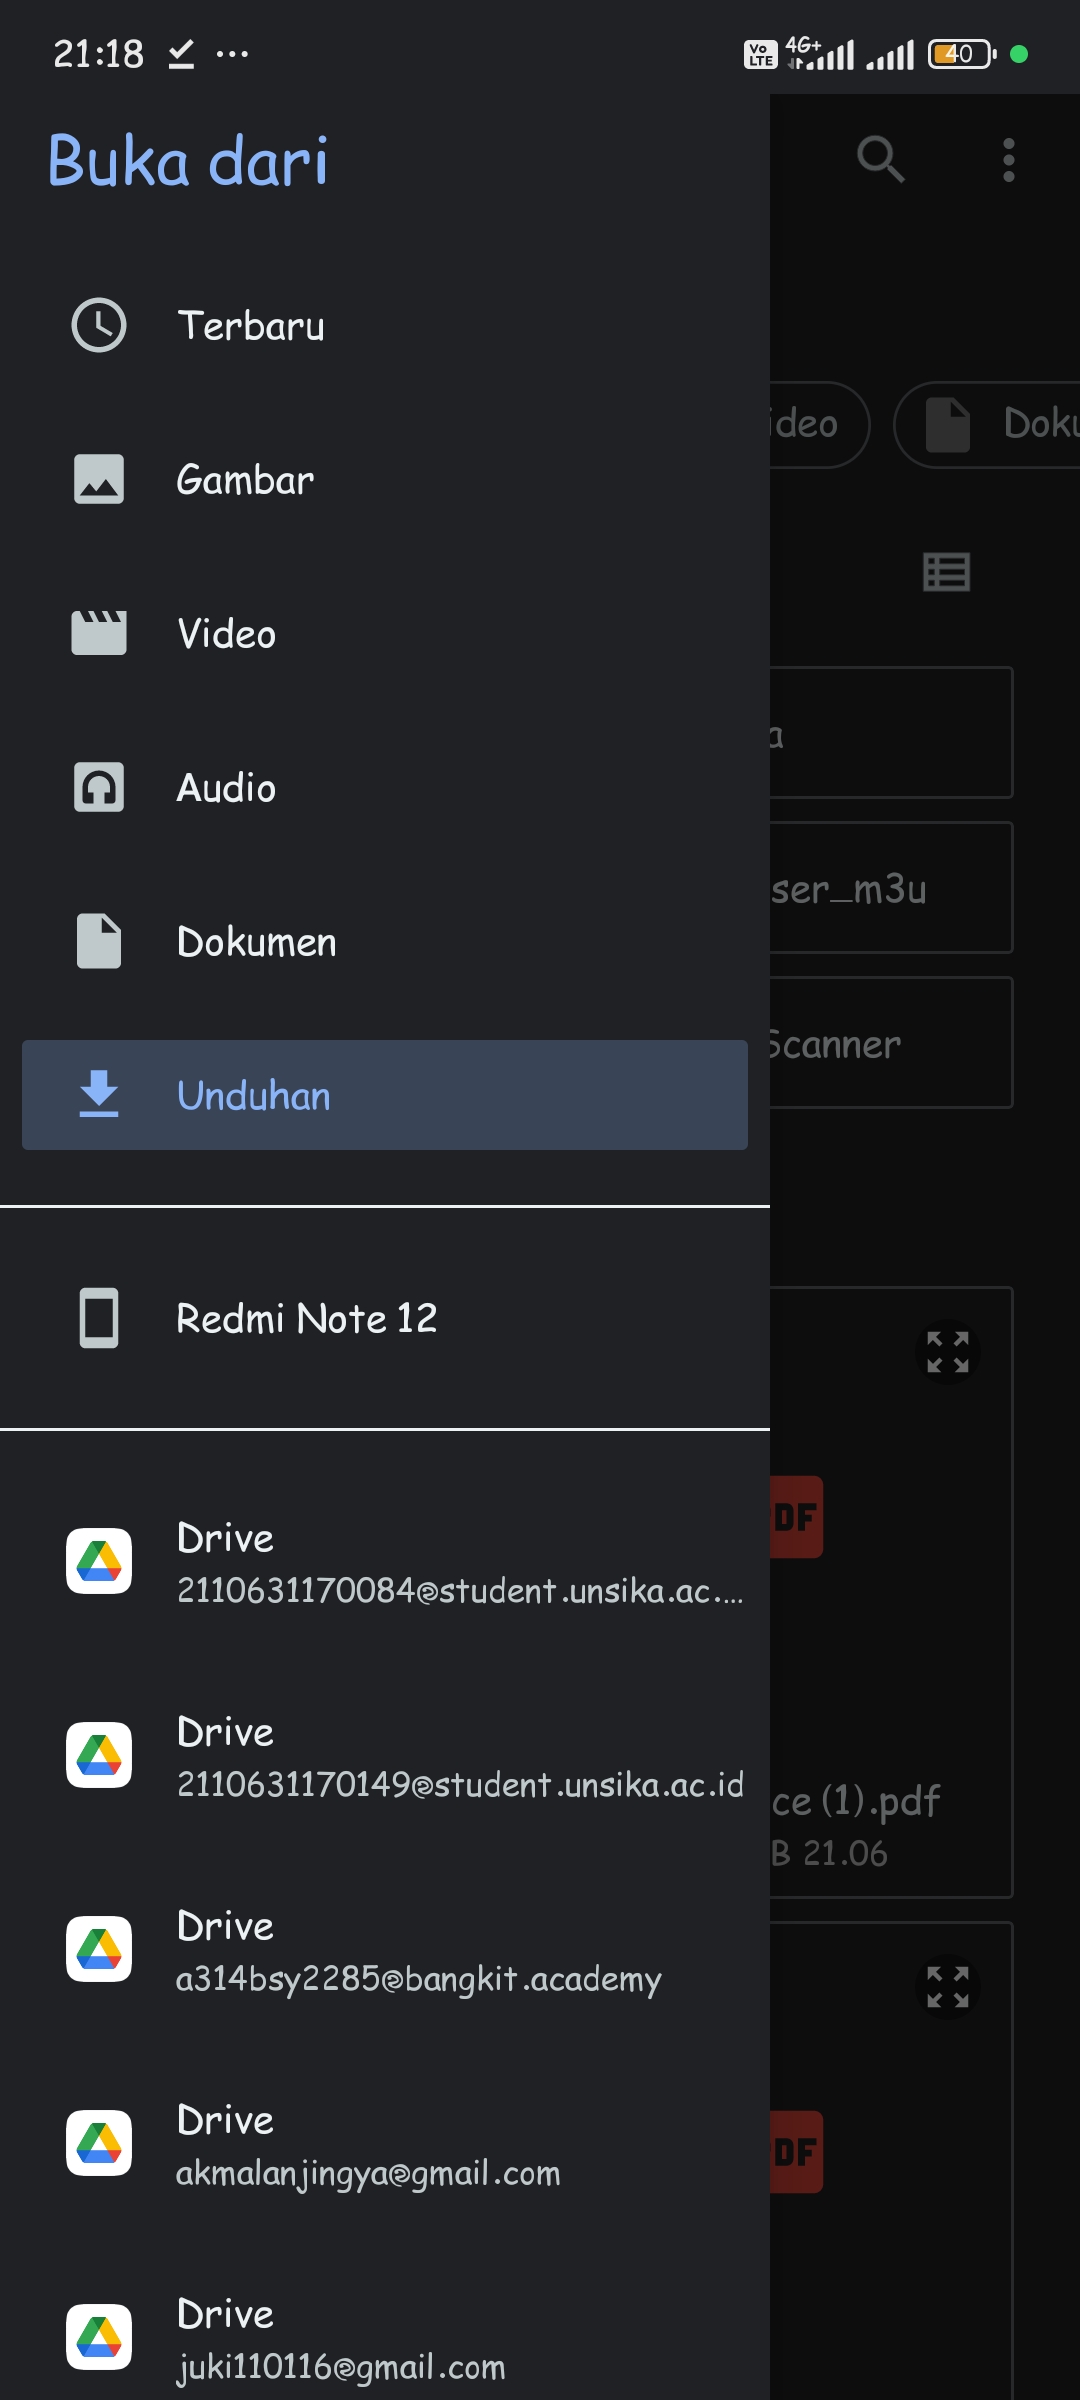 21:18
Vo LTE 4G+ 40
Buka dari
Terbaru
Gambar
Video
Audio
Dokumen
Unduhan
Redmi Note 12
Drive
2110631170084@student.unsika.ac....
Drive
2110631170149@student.unsika.ac.id
Drive
a314bsy2285@bangkit.academy
Drive
akmalanjingya@gmail.com
Drive
juki110116@gmail.com
ideo
Doku
a
ser_m3u
Scanner
DF
ce (1).pdf
B 21.06
DF